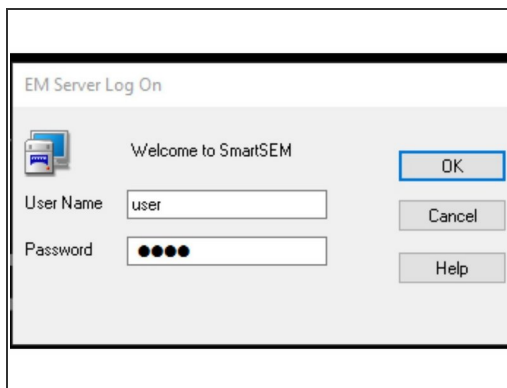 EM Server Log On
Welcome to SmartSEM
OK
User Name user
Cancel
Password ●●●●
Help